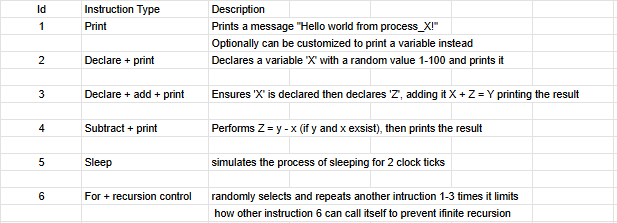 Id Instruction Type Description
1 Print Prints a message "Hello world from process_X!"
Optionally can be customized to print a variable instead
2 Declare + print Declares a variable 'X' with a random value 1-100 and prints it
3 Declare + add + print Ensures 'X' is declared then declares 'Z', adding it X + Z = Y printing the result
4 Subtract + print Performs Z = y - x (if y and x exsist), then prints the result
5 Sleep simulates the process of sleeping for 2 clock ticks
6 For + recursion control randomly selects and repeats another intruction 1-3 times it limits
how other instruction 6 can call itself to prevent ifinite recursion